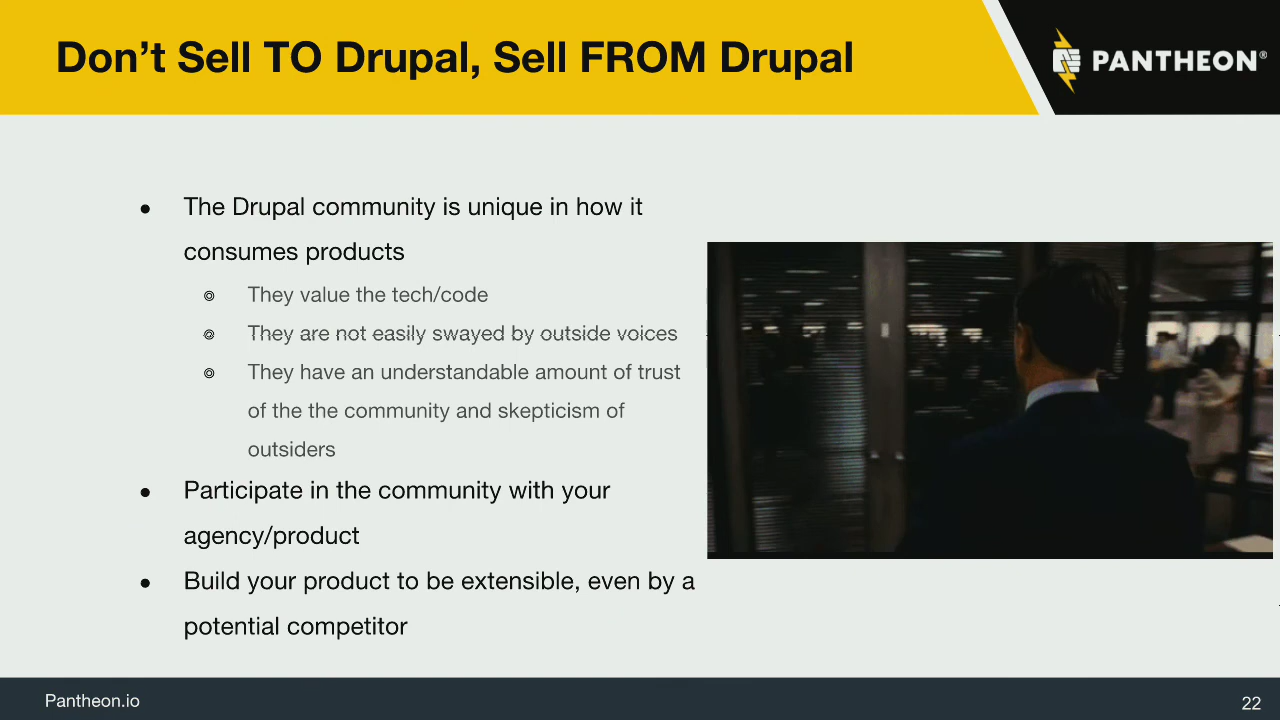 Don’t Sell TO Drupal, Sell FROM Drupal
PANTHEON®
● The Drupal community is unique in how it
consumes products
◎ They value the tech/code
◎ They are not easily swayed by outside voices
◎ They have an understandable amount of trust
of the the community and skepticism of
outsiders
● Participate in the community with your
agency/product
● Build your product to be extensible, even by a
potential competitor
Pantheon.io
22